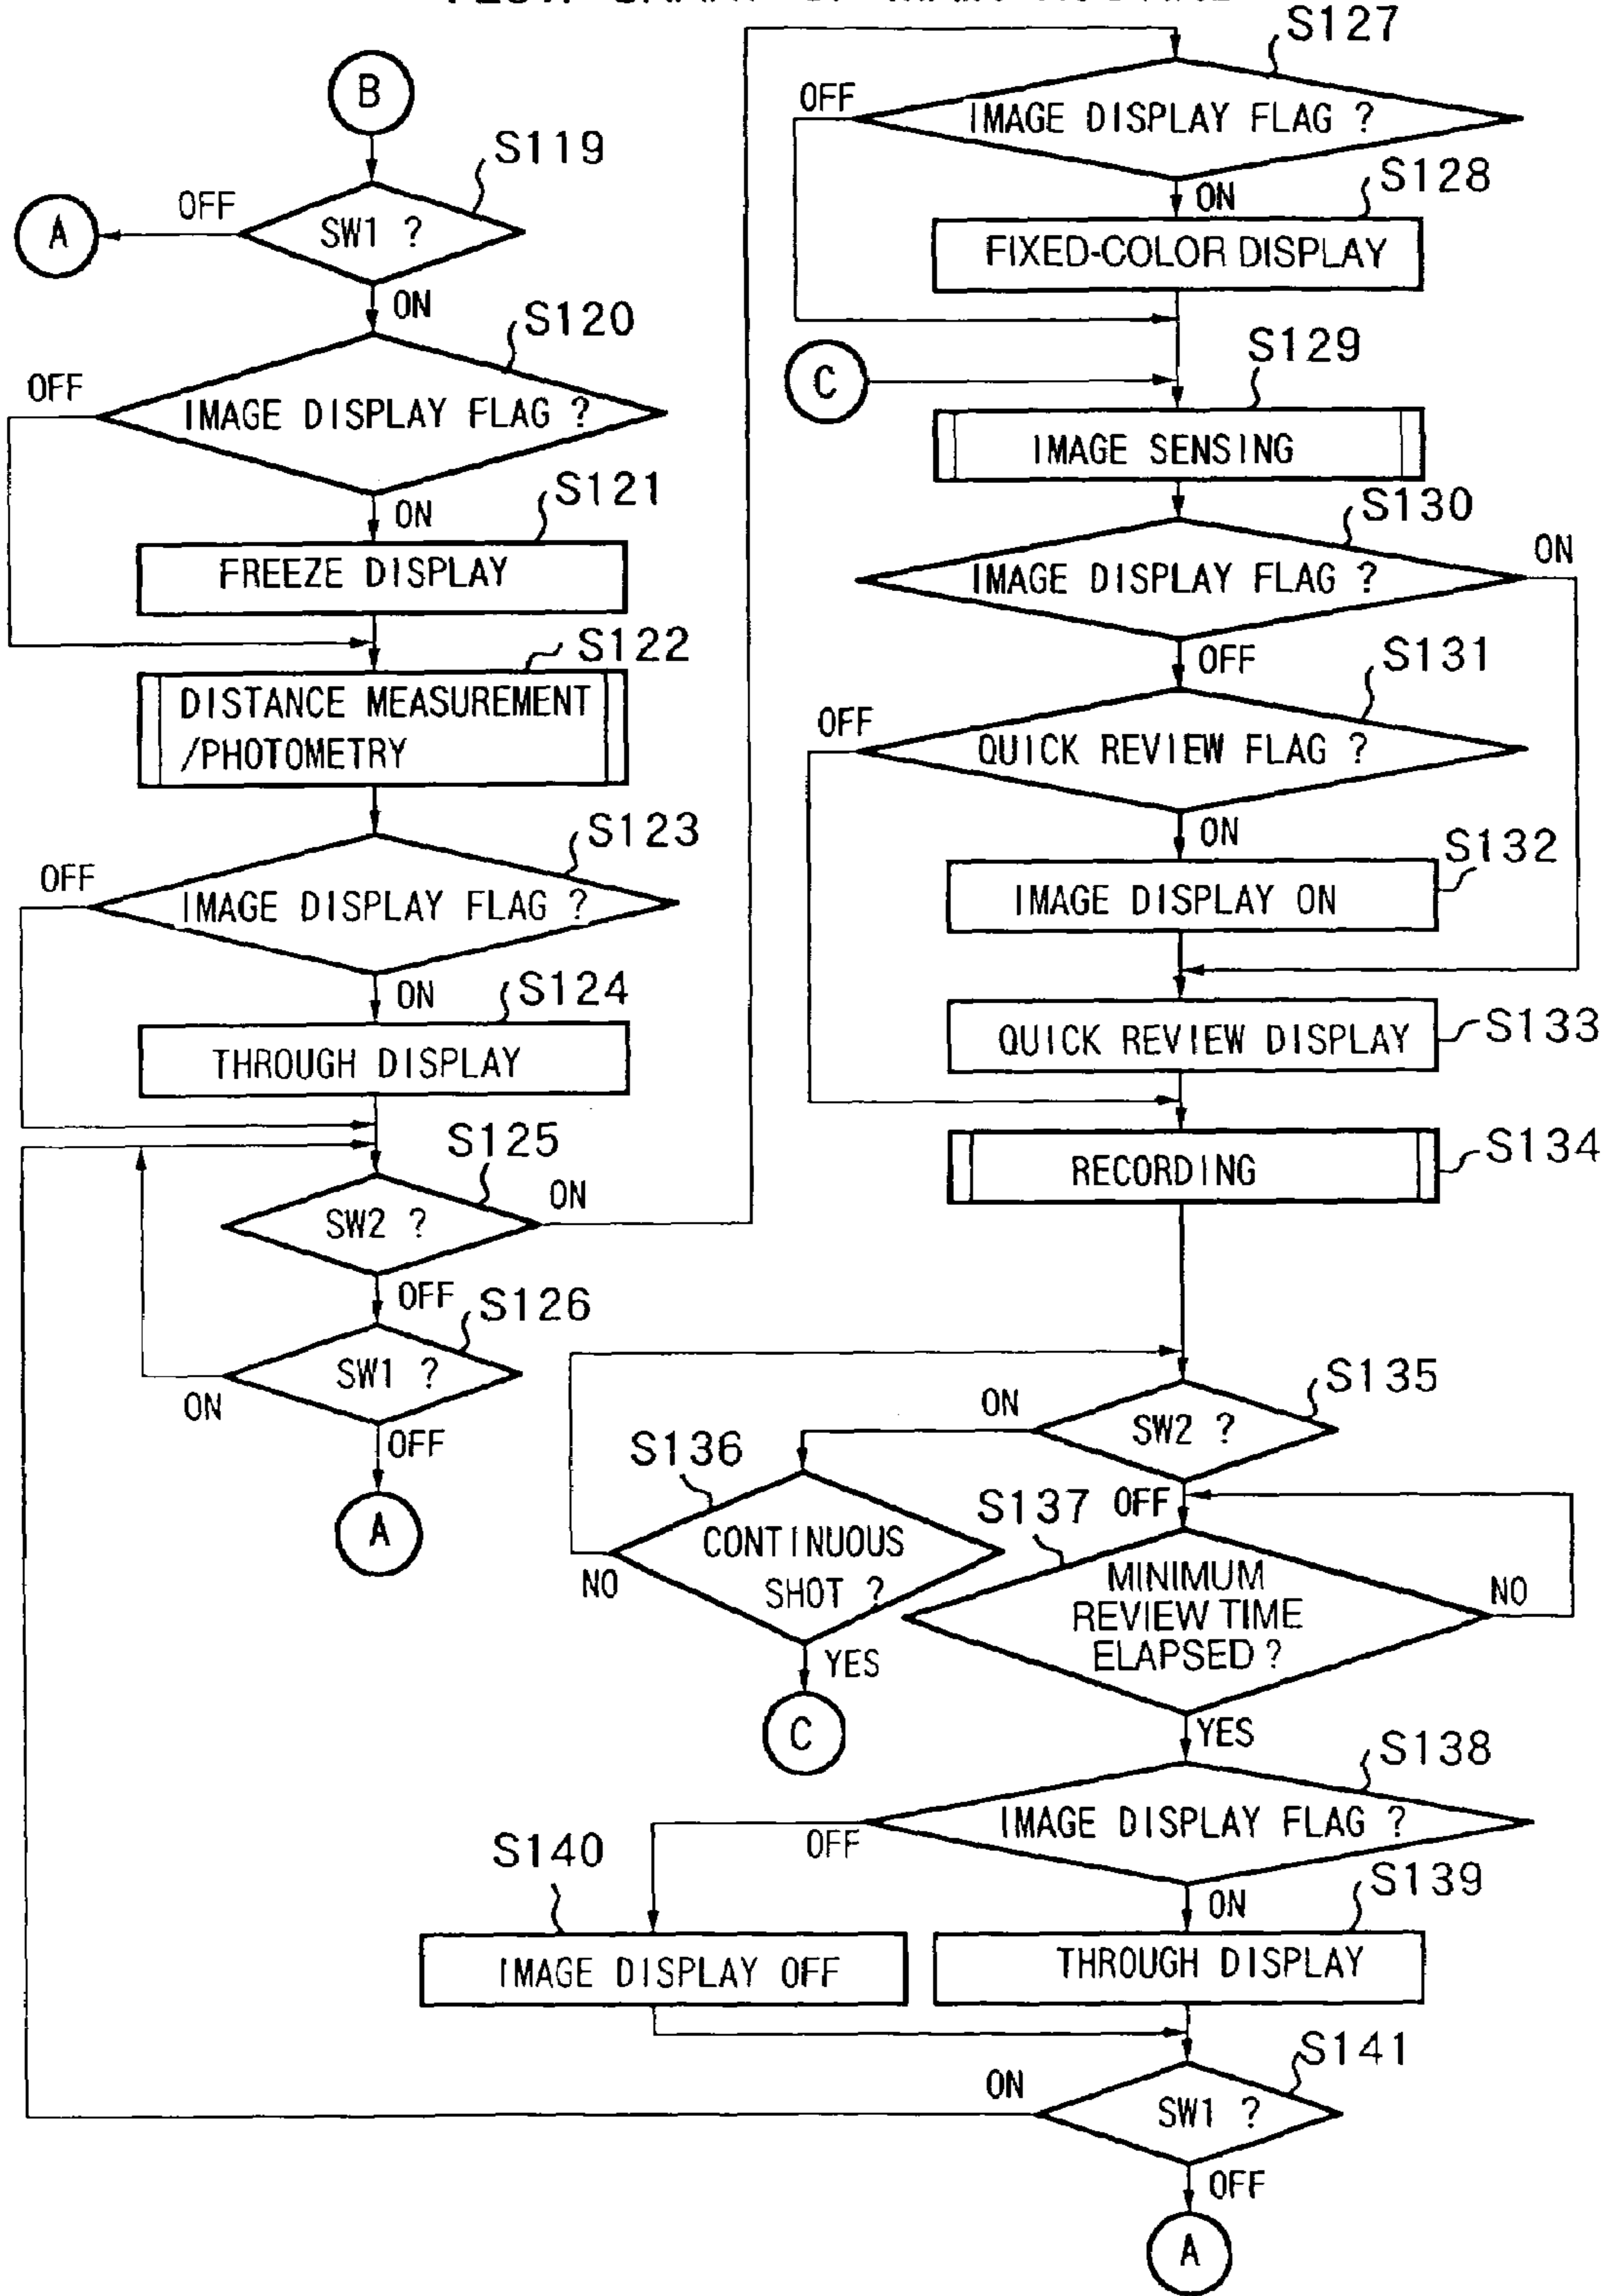 B
S119
OFF
A
SW1 ?
ON
S120
OFF
IMAGE DISPLAY FLAG ?
ON
S121
FREEZE DISPLAY
S122
DISTANCE MEASUREMENT
/PHOTOMETRY
S123
OFF
IMAGE DISPLAY FLAG ?
ON
S124
THROUGH DISPLAY
S125
SW2 ?
ON
OFF
S126
SW1 ?
ON
OFF
A
S127
OFF
IMAGE DISPLAY FLAG ?
ON
S128
FIXED-COLOR DISPLAY
C
S129
IMAGE SENSING
S130
ON
IMAGE DISPLAY FLAG ?
OFF
S131
OFF
QUICK REVIEW FLAG ?
ON
S132
IMAGE DISPLAY ON
QUICK REVIEW DISPLAY
S133
RECORDING
S134
S135
ON
SW2 ?
OFF
S136
CONTINUOUS
SHOT ?
NO
YES
C
S137
MINIMUM
REVIEW TIME
ELAPSED ?
NO
YES
S138
IMAGE DISPLAY FLAG ?
OFF
ON
S140
IMAGE DISPLAY OFF
S139
THROUGH DISPLAY
S141
ON
SW1 ?
OFF
A